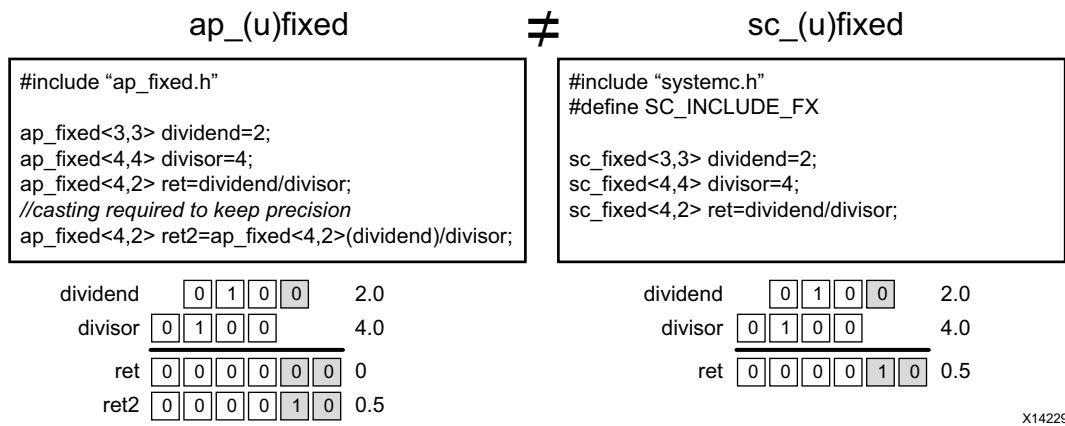 ap_(u)fixed ≠ sc_(u)fixed
#include “ap_fixed.h”
ap_fixed<3,3> dividend=2;
ap_fixed<4,4> divisor=4;
ap_fixed<4,2> ret=dividend/divisor;
//casting required to keep precision
ap_fixed<4,2> ret2=ap_fixed<4,2>(dividend)/divisor;
#include “systemc.h”
#define SC_INCLUDE_FX
sc_fixed<3,3> dividend=2;
sc_fixed<4,4> divisor=4;
sc_fixed<4,2> ret=dividend/divisor;
dividend 0 1 0 0 2.0
divisor 0 1 0 0 4.0
ret 0 0 0 0 0 0 0
ret2 0 0 0 0 1 0 0.5
dividend 0 1 0 0 2.0
divisor 0 1 0 0 4.0
ret 0 0 0 0 1 0 0.5
X14229